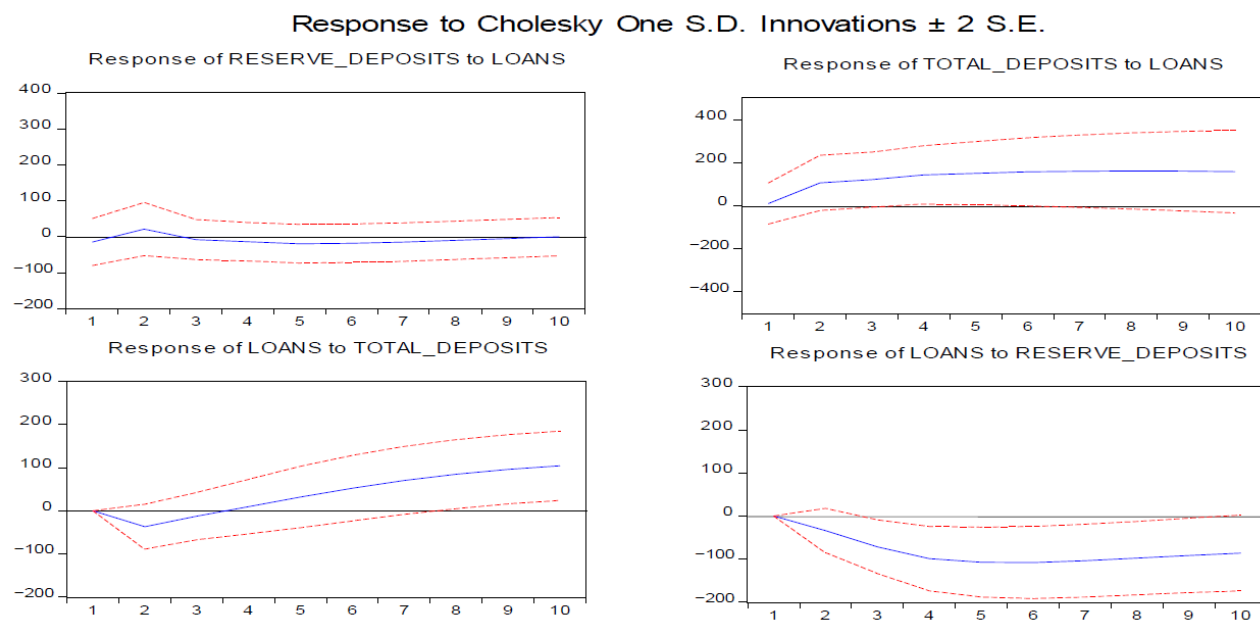 Response to Cholesky One S.D. Innovations ± 2 S.E.
Response of RESERVE_DEPOSITS to LOANS
400
300
200
100
0
−100
−200
1 2 3 4 5 6 7 8 9 10
Response of TOTAL_DEPOSITS to LOANS
400
200
0
−200
−400
1 2 3 4 5 6 7 8 9 10
Response of LOANS to TOTAL_DEPOSITS
300
200
100
0
−100
−200
1 2 3 4 5 6 7 8 9 10
Response of LOANS to RESERVE_DEPOSITS
300
200
100
0
−100
−200
1 2 3 4 5 6 7 8 9 10